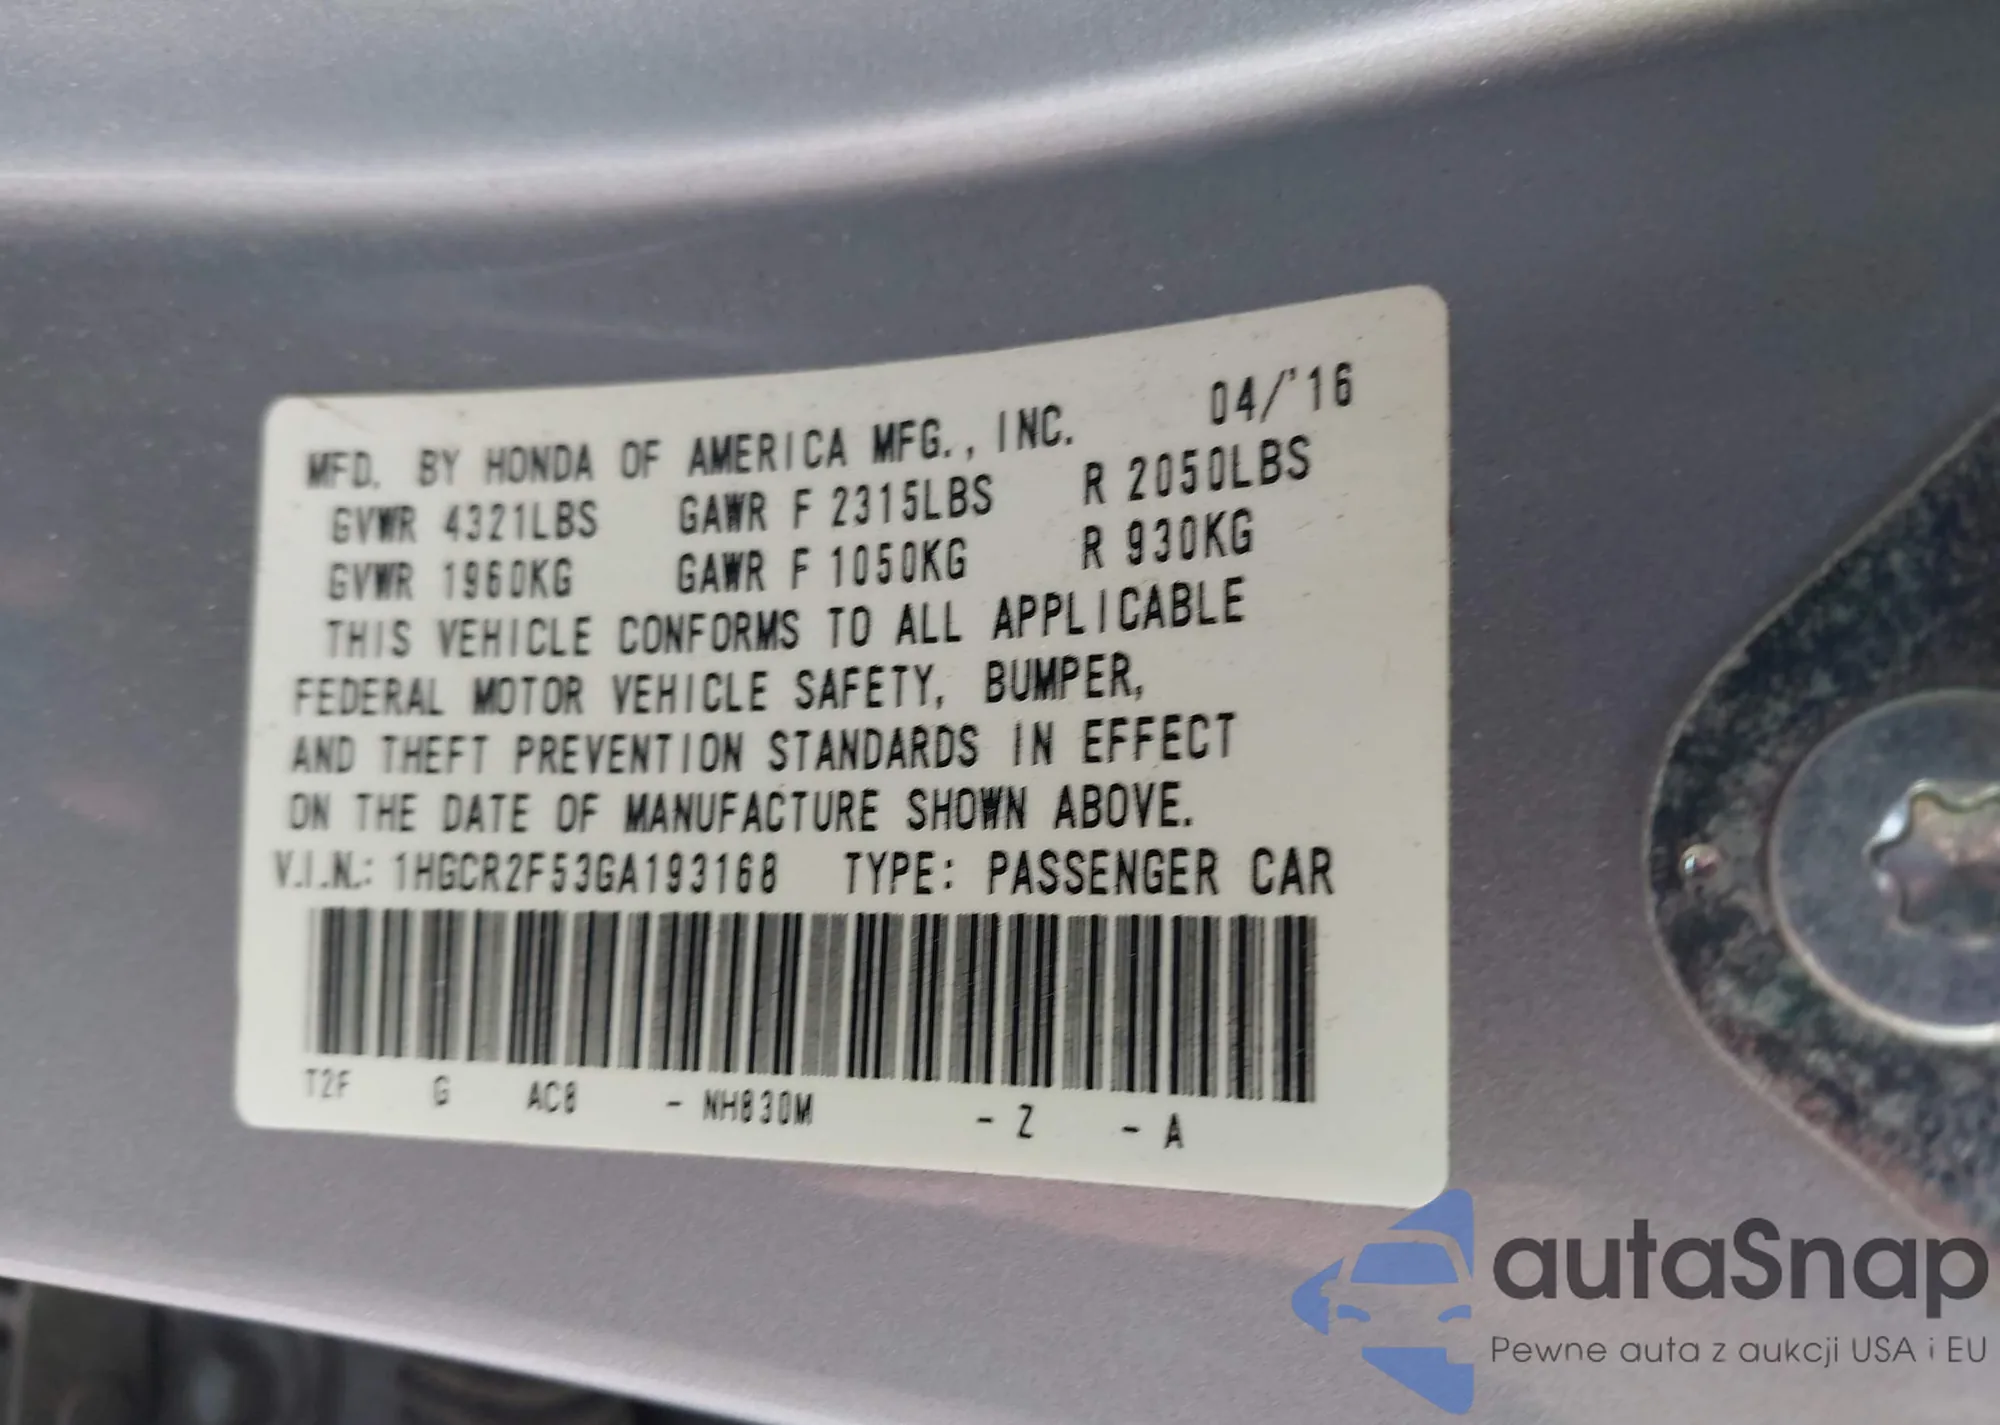 MFD. BY HONDA OF AMERICA MFG., INC. 04/'16
GVWR 4321LBS GAWR F 2315LBS R 2050LBS
GVWR 1960KG GAWR F 1050KG R 930KG
THIS VEHICLE CONFORMS TO ALL APPLICABLE
FEDERAL MOTOR VEHICLE SAFETY, BUMPER,
AND THEFT PREVENTION STANDARDS IN EFFECT
ON THE DATE OF MANUFACTURE SHOWN ABOVE.
V.I.N.: 1HGCR2F53GA193168 TYPE: PASSENGER CAR
T2F G AC8 - NH830M - Z - A
autaSnap
Pewne auta z aukcji USA i EU